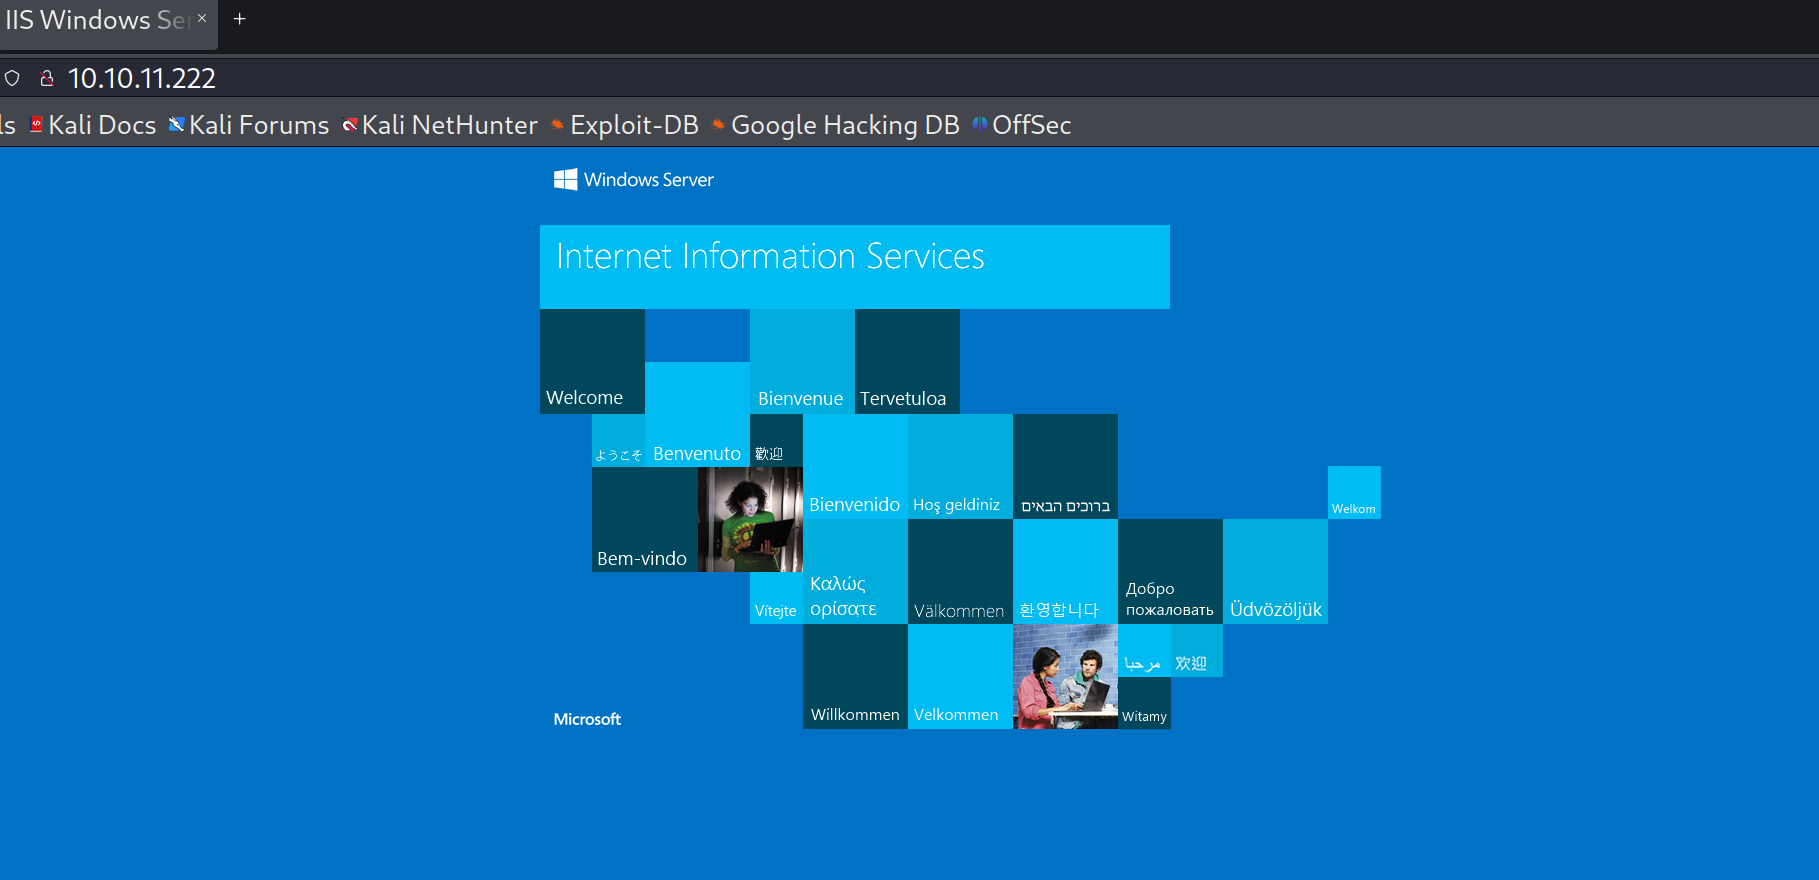 IIS Windows Ser
10.10.11.222
ls Kali Docs Kali Forums Kali NetHunter Exploit-DB Google Hacking DB OffSec
Windows Server
Internet Information Services
Welcome
Bienvenue
Tervetuloa
ようこそ
Benvenuto
歡迎
Bienvenido
Hoş geldiniz
ברוכים הבאים
Welkom
Bem-vindo
Vítejte
Καλώς
ορίσατε
Välkommen
환영합니다
Добро
пожаловать
Üdvözöljük
Willkommen
Velkommen
مرحبا
欢迎
Witamy
Microsoft